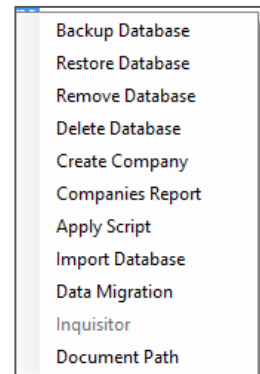 Backup Database
Restore Database
Remove Database
Delete Database
Create Company
Companies Report
Apply Script
Import Database
Data Migration
Inquisitor
Document Path